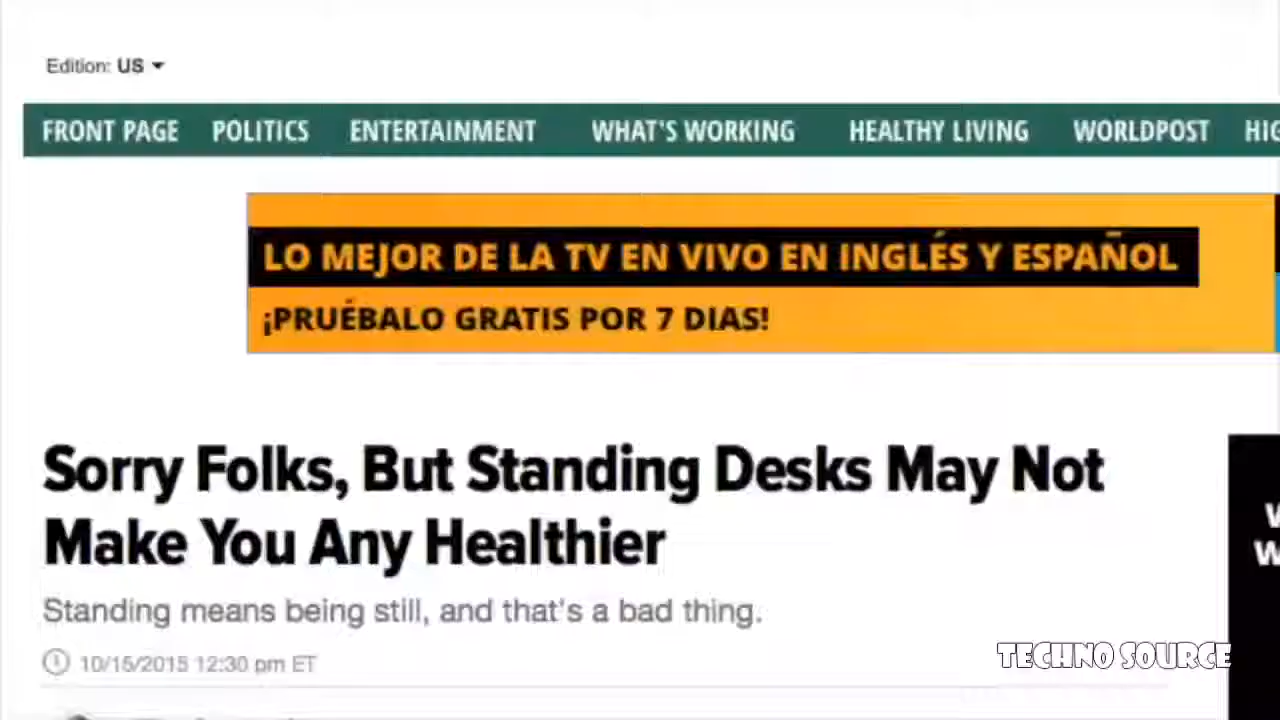 Edition: US
FRONT PAGE POLITICS ENTERTAINMENT WHAT'S WORKING HEALTHY LIVING WORLDPOST
LO MEJOR DE LA TV EN VIVO EN INGLÉS Y ESPAÑOL
¡PRUÉBALO GRATIS POR 7 DIAS!
Sorry Folks, But Standing Desks May Not
Make You Any Healthier
Standing means being still, and that's a bad thing.
10/15/2015 12:30 pm ET
TECHNO SOURCE